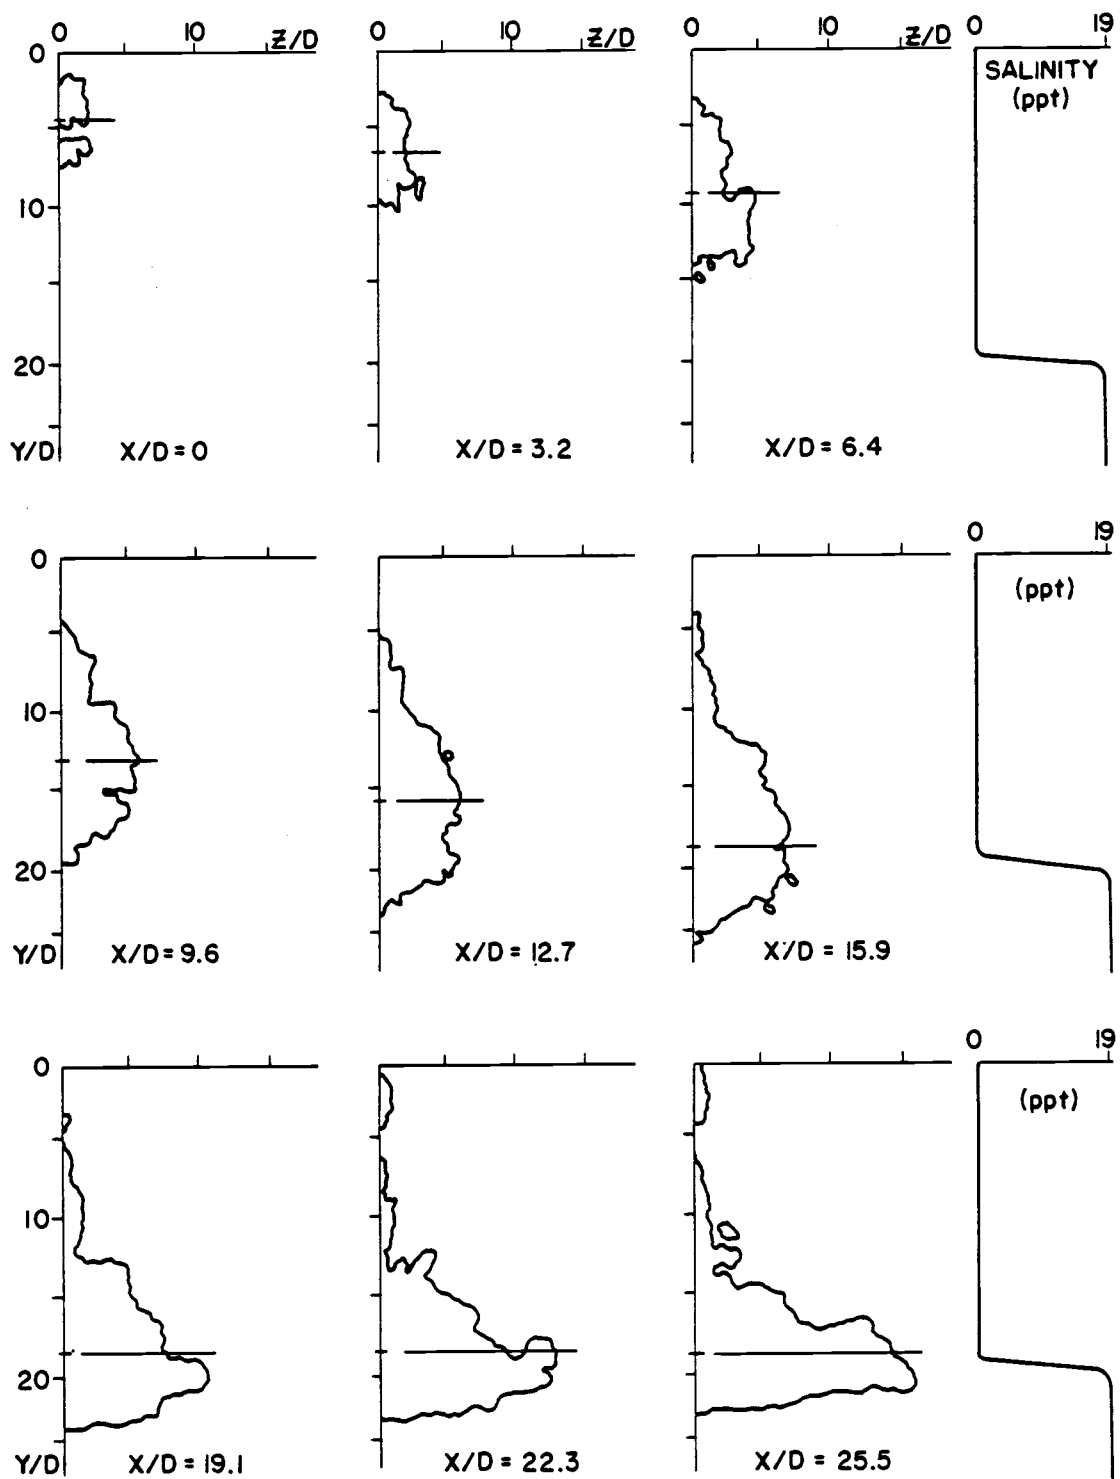 0 10 Z/D 0 10 Z/D 0 10 Z/D 0 19
0
SALINITY
(ppt)
10
20
Y/D X/D = 0 X/D = 3.2 X/D = 6.4
0 19
0
(ppt)
10
20
Y/D X/D = 9.6 X/D = 12.7 X/D = 15.9
0 19
0
(ppt)
10
20
Y/D X/D = 19.1 X/D = 22.3 X/D = 25.5